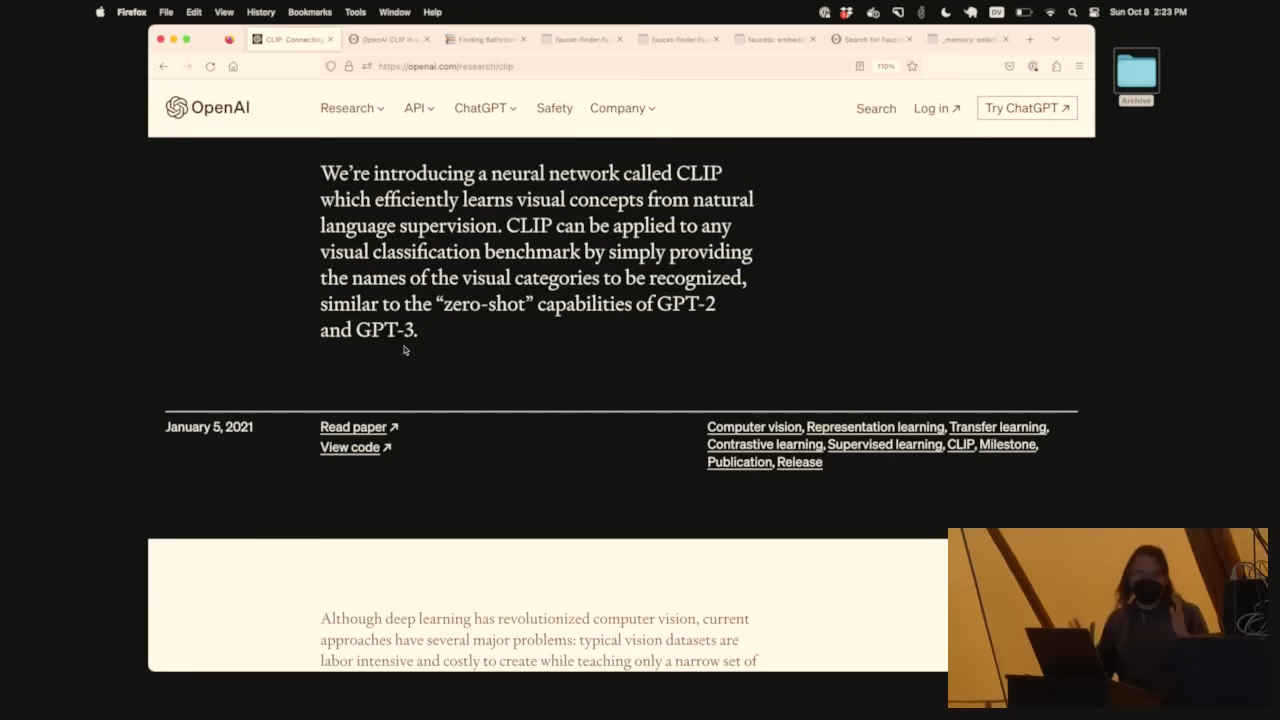 Firefox File Edit View History Bookmarks Tools Window Help
DV
Sun Oct 8 2:23 PM
CLIP: Connecting
OpenAI CLIP in
Finding Bathroom
faucet-finder.fly
faucet-finder.fly
faucets: embed
Search for Fauce
_memory: select
https://openai.com/research/clip
110%
Archive
OpenAI
Research API ChatGPT Safety Company
Search Log in ↗ Try ChatGPT ↗
We’re introducing a neural network called CLIP
which efficiently learns visual concepts from natural
language supervision. CLIP can be applied to any
visual classification benchmark by simply providing
the names of the visual categories to be recognized,
similar to the “zero-shot” capabilities of GPT-2
and GPT-3.
January 5, 2021
Read paper ↗
View code ↗
Computer vision, Representation learning, Transfer learning,
Contrastive learning, Supervised learning, CLIP, Milestone,
Publication, Release
Although deep learning has revolutionized computer vision, current
approaches have several major problems: typical vision datasets are
labor intensive and costly to create while teaching only a narrow set of